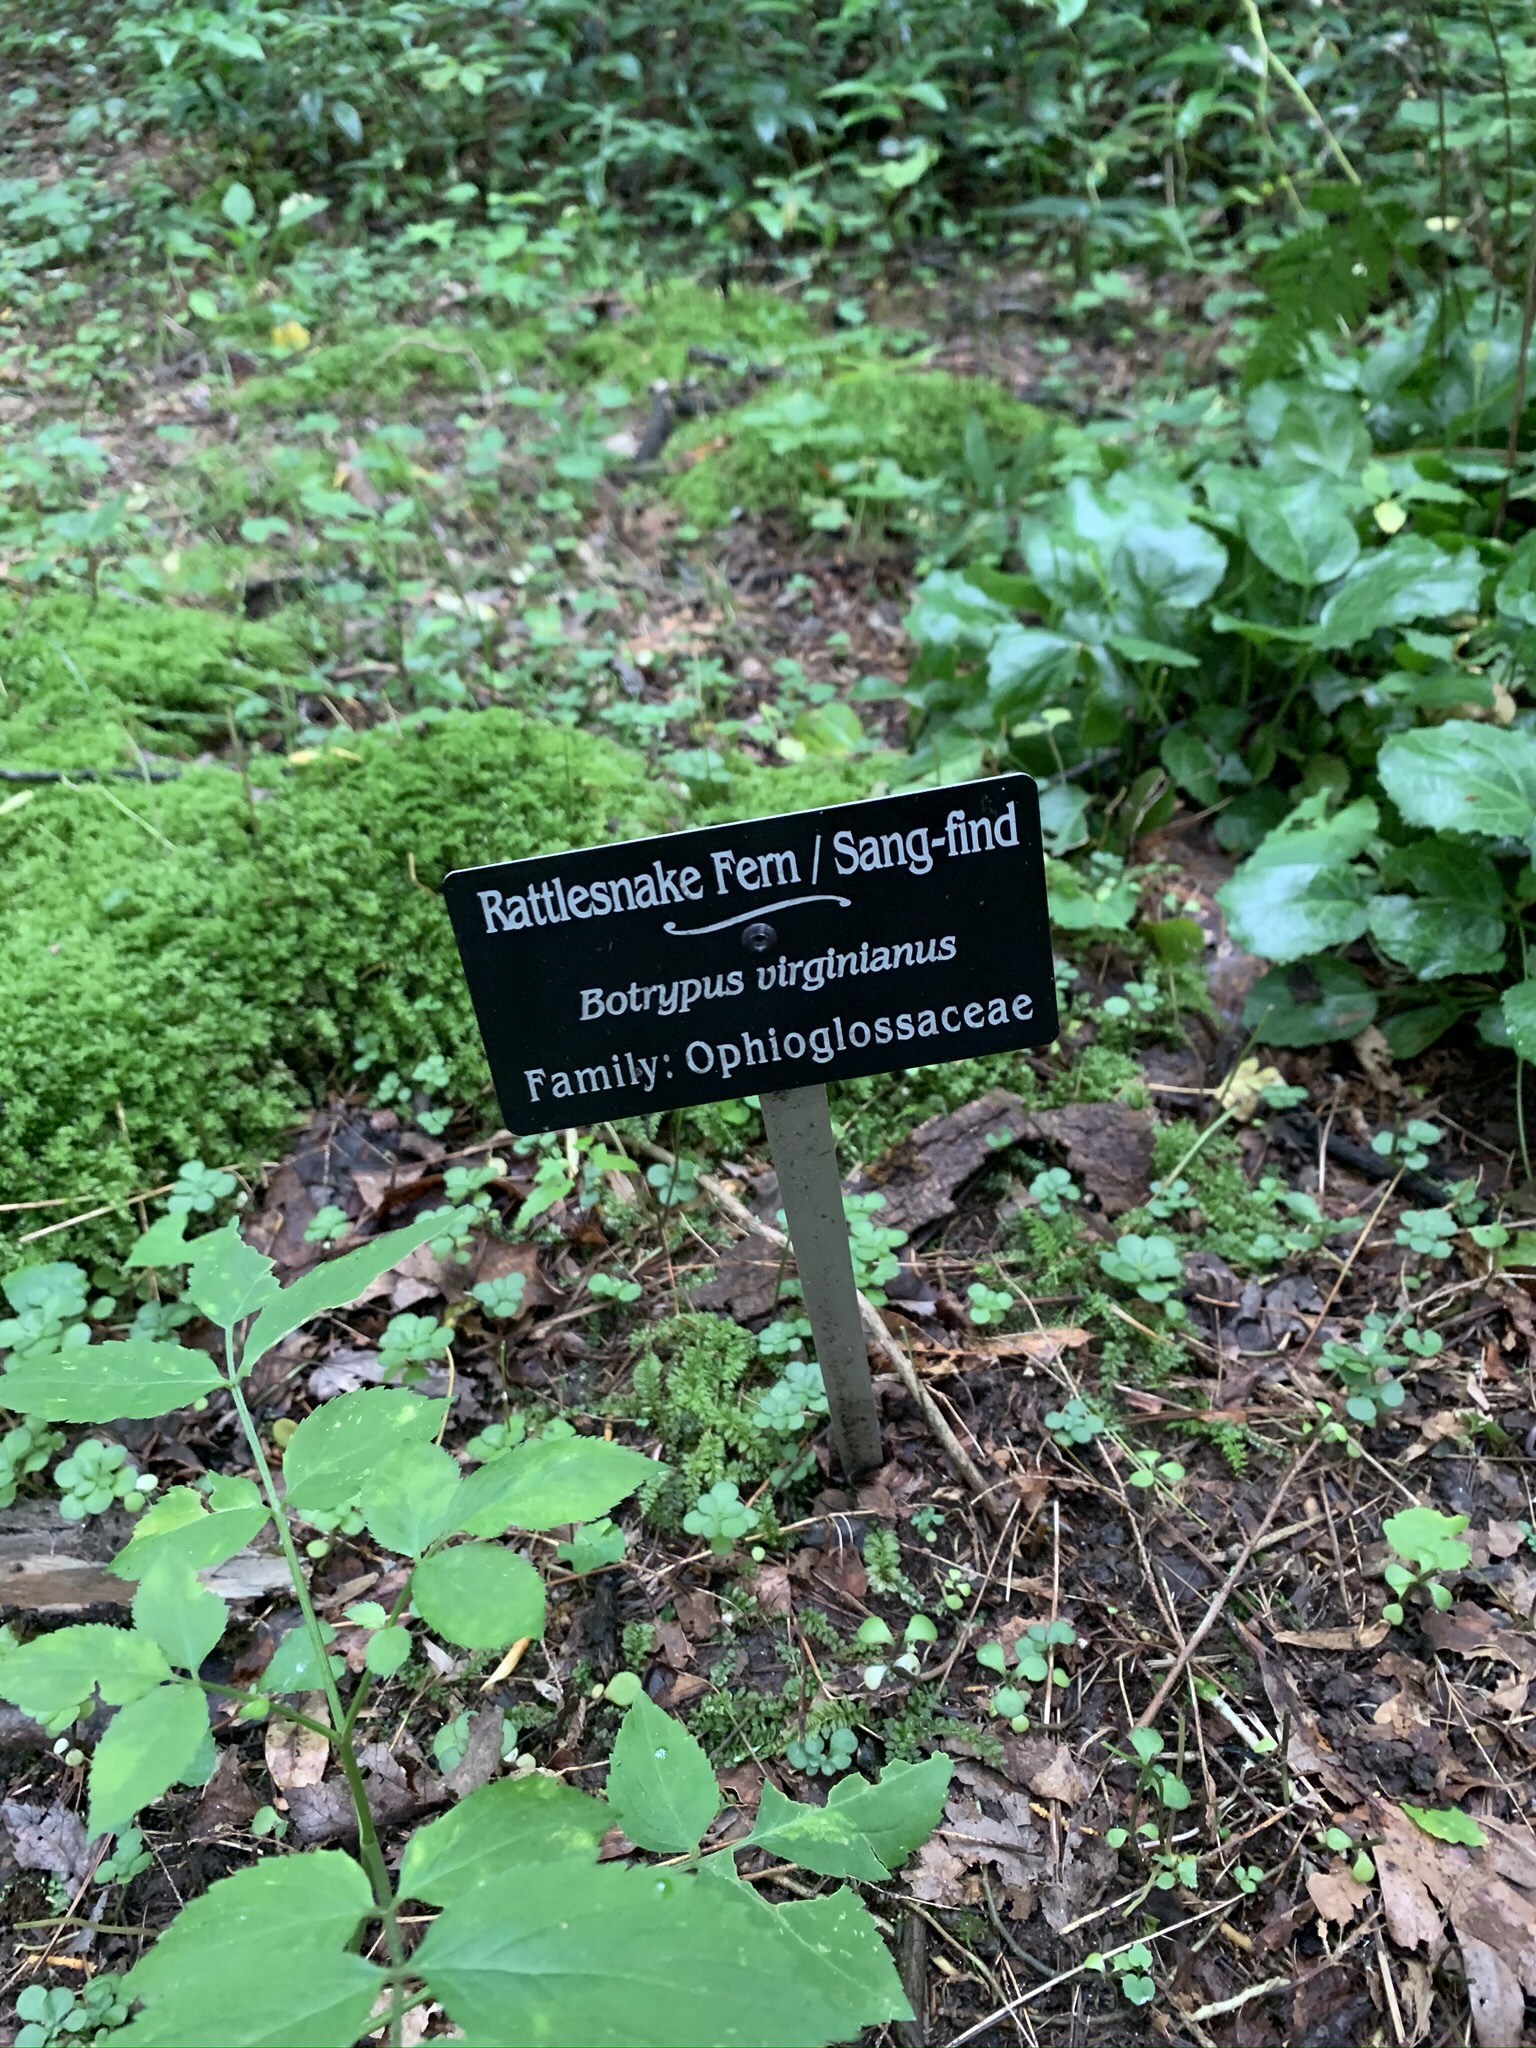 Rattlesnake Fern / Sang-find
Botrypus virginianus
Family: Ophioglossaceae